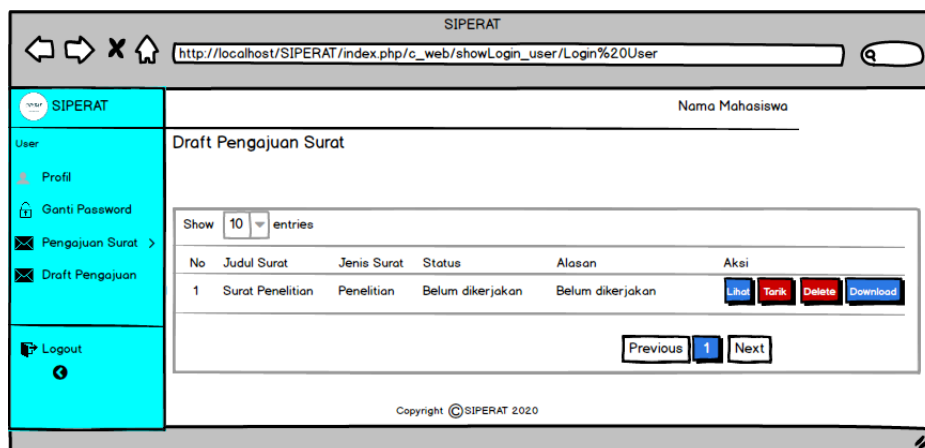 SIPERAT
http://localhost/SIPERAT/index.php/c_web/showLogin_user/Login%20User
SIPERAT
Nama Mahasiswa
User
Profil
Ganti Password
Pengajuan Surat >
Draft Pengajuan
Logout
Draft Pengajuan Surat
Show 10 entries
No Judul Surat Jenis Surat Status Alasan Aksi
1 Surat Penelitian Penelitian Belum dikerjakan Belum dikerjakan Lihat Tarik Delete Download
Previous 1 Next
Copyright ©SIPERAT 2020